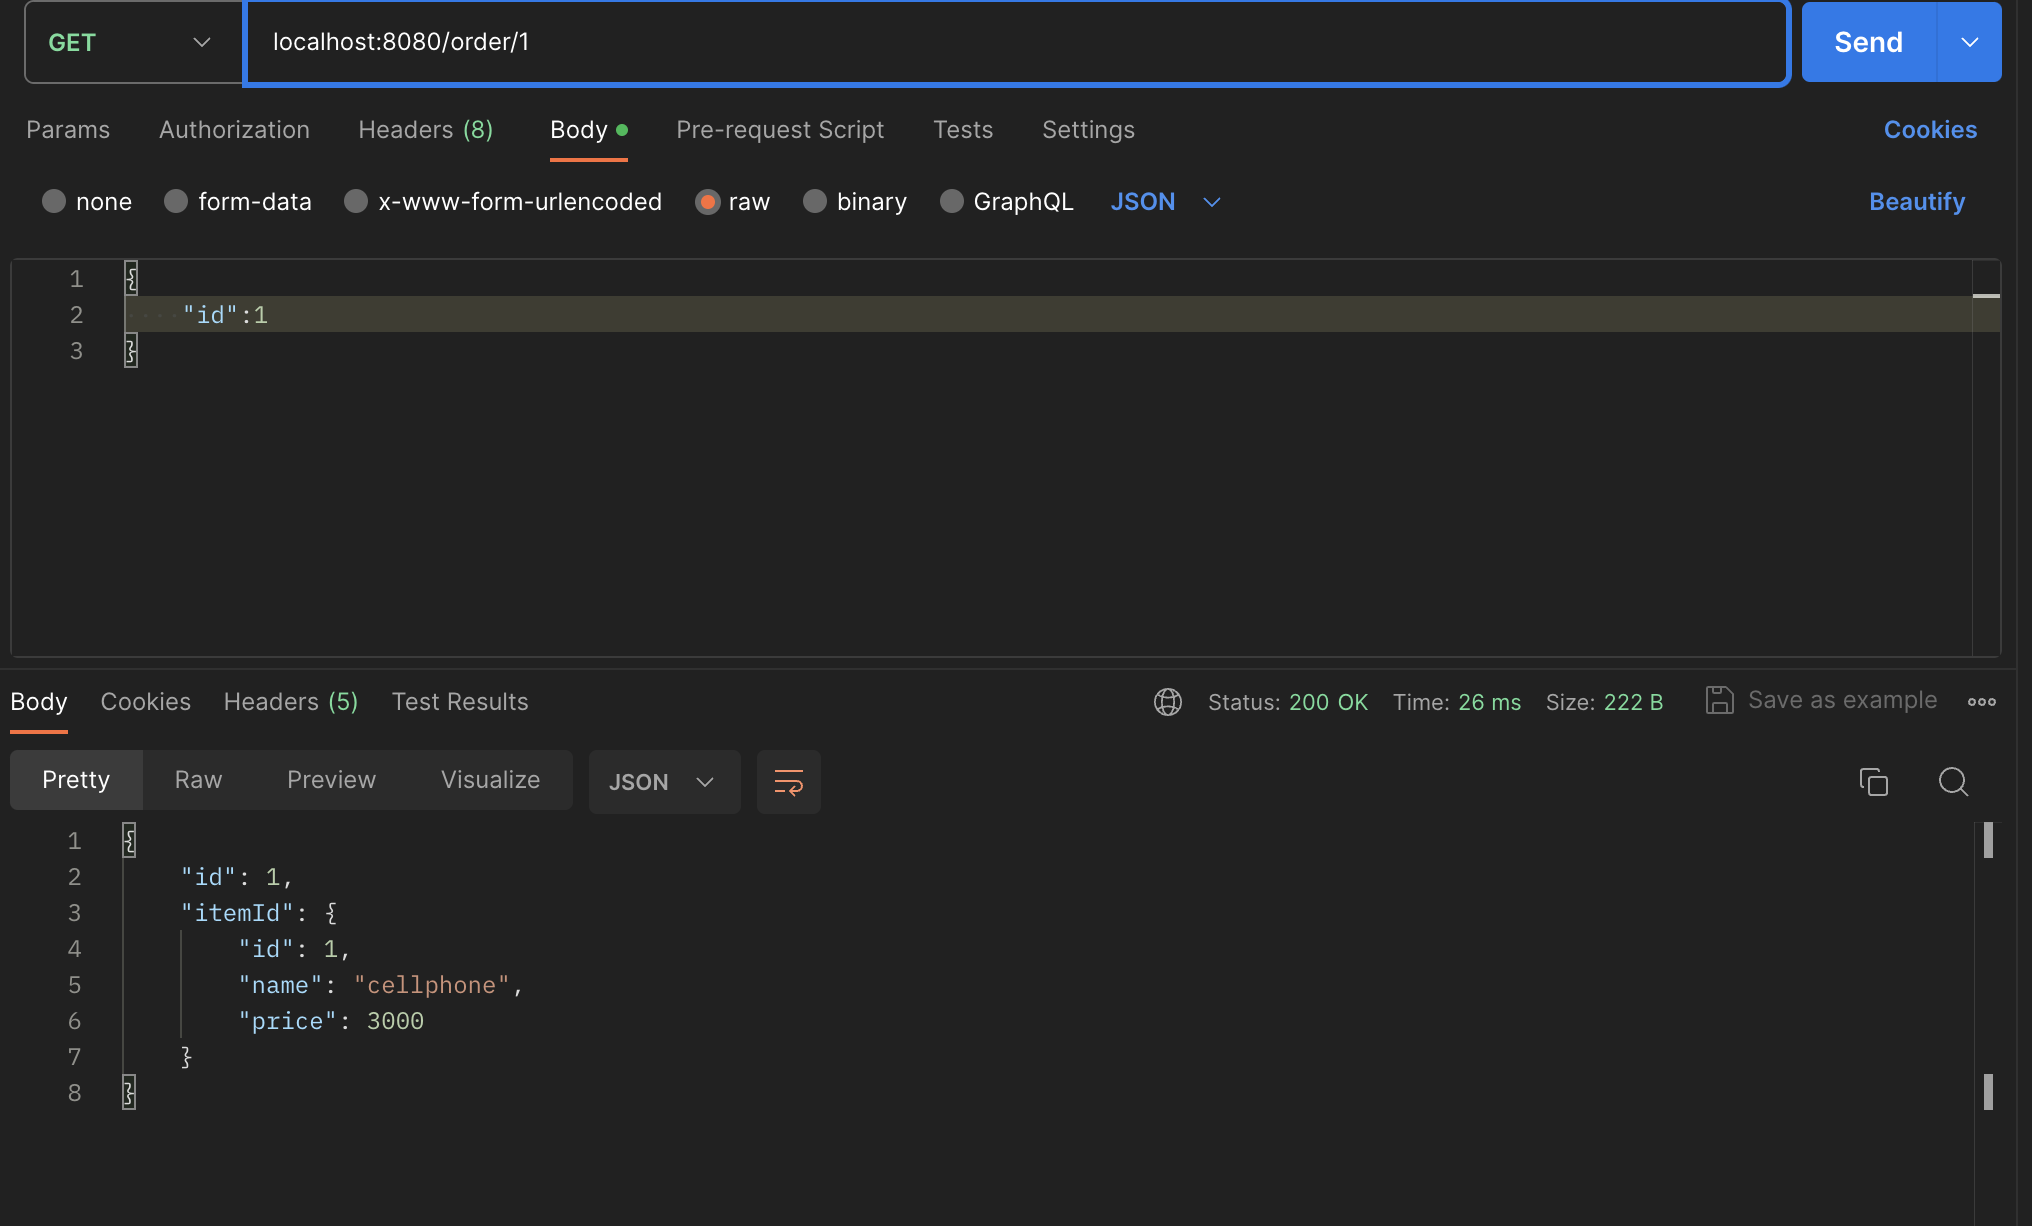 GET localhost:8080/order/1 Send
Params Authorization Headers (8) Body Pre-request Script Tests Settings Cookies
none form-data x-www-form-urlencoded raw binary GraphQL JSON Beautify
1 {
2 "id":1
3 }
Body Cookies Headers (5) Test Results Status: 200 OK Time: 26 ms Size: 222 B Save as example
Pretty Raw Preview Visualize JSON
1 {
2 "id": 1,
3 "itemId": {
4 "id": 1,
5 "name": "cellphone",
6 "price": 3000
7 }
8 }